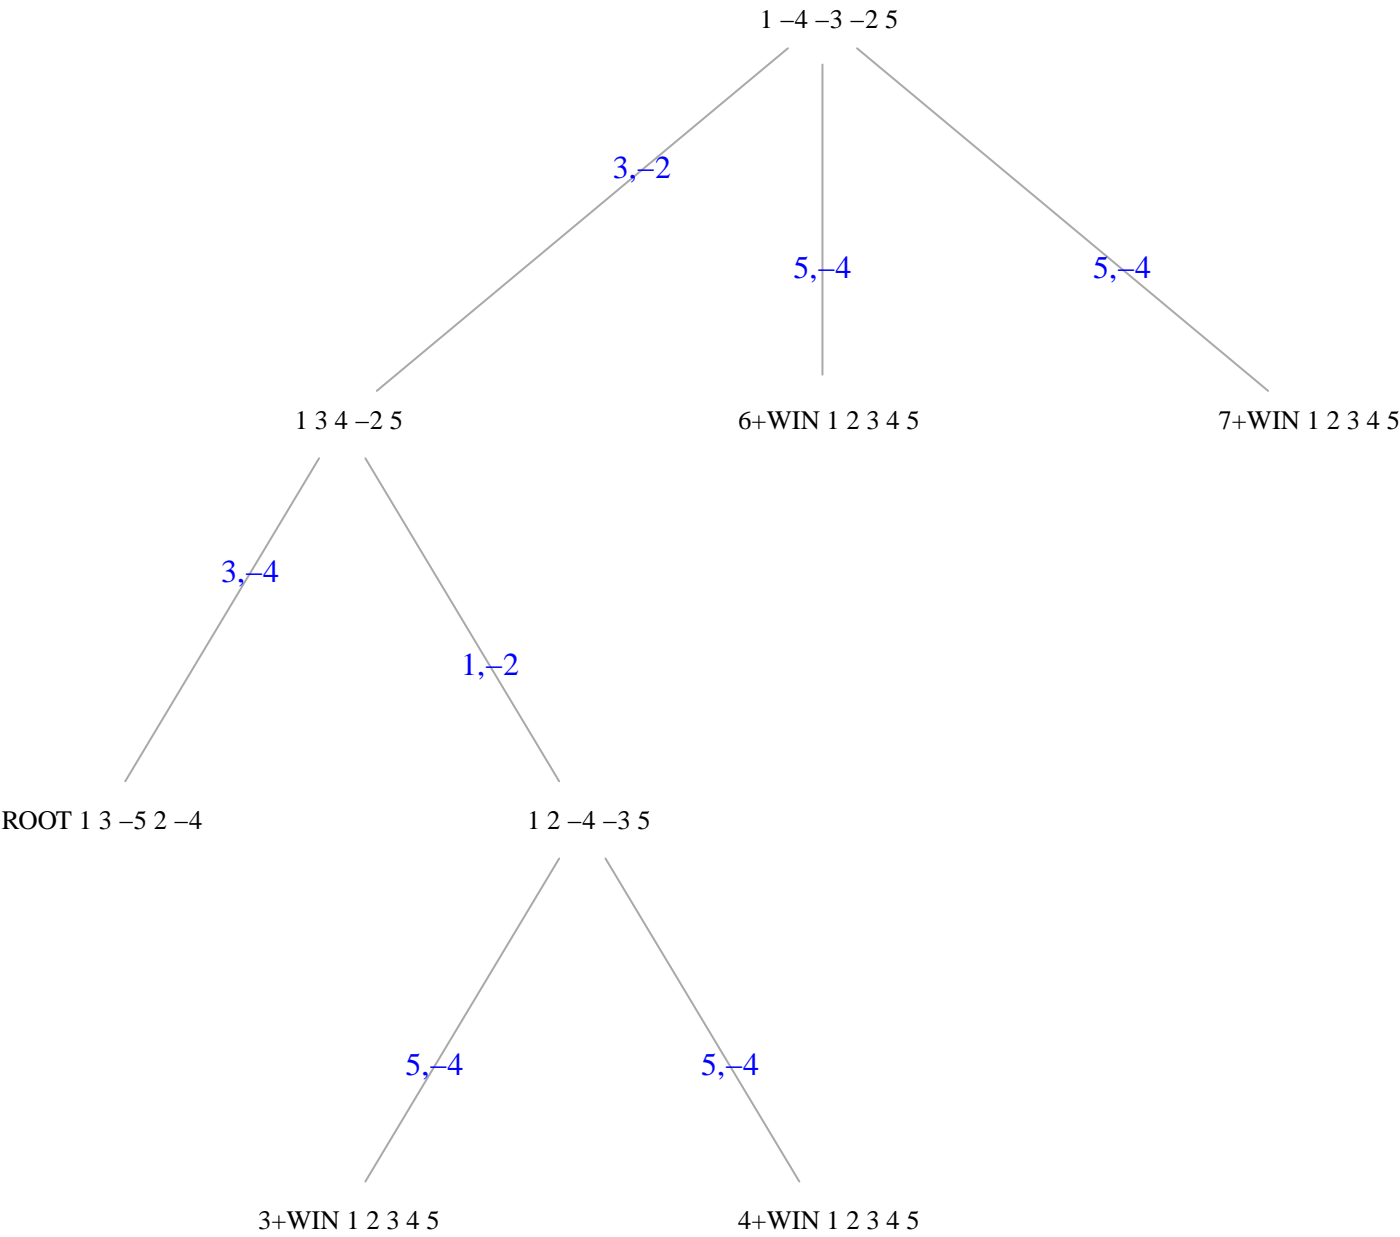 1 –4 –3 –2 5
3,–2
5,–4
5,–4
1 3 4 –2 5
6+WIN 1 2 3 4 5
7+WIN 1 2 3 4 5
3,–4
1,–2
ROOT 1 3 –5 2 –4
1 2 –4 –3 5
5,–4
5,–4
3+WIN 1 2 3 4 5
4+WIN 1 2 3 4 5